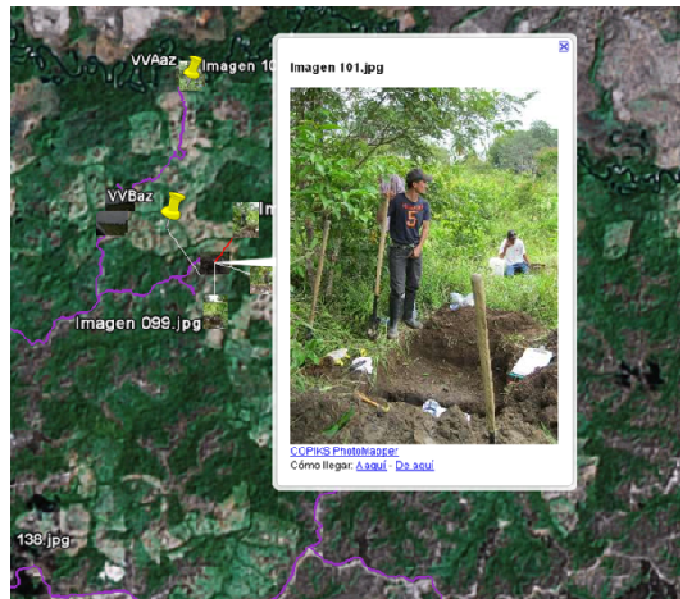 VVAaz
Imagen 10
Imagen 101.jpg
VVBaz
Im
Imagen 099.jpg
5
COPIKS PhotoMapper
Cómo llegar: A aquí - De aquí
138.jpg